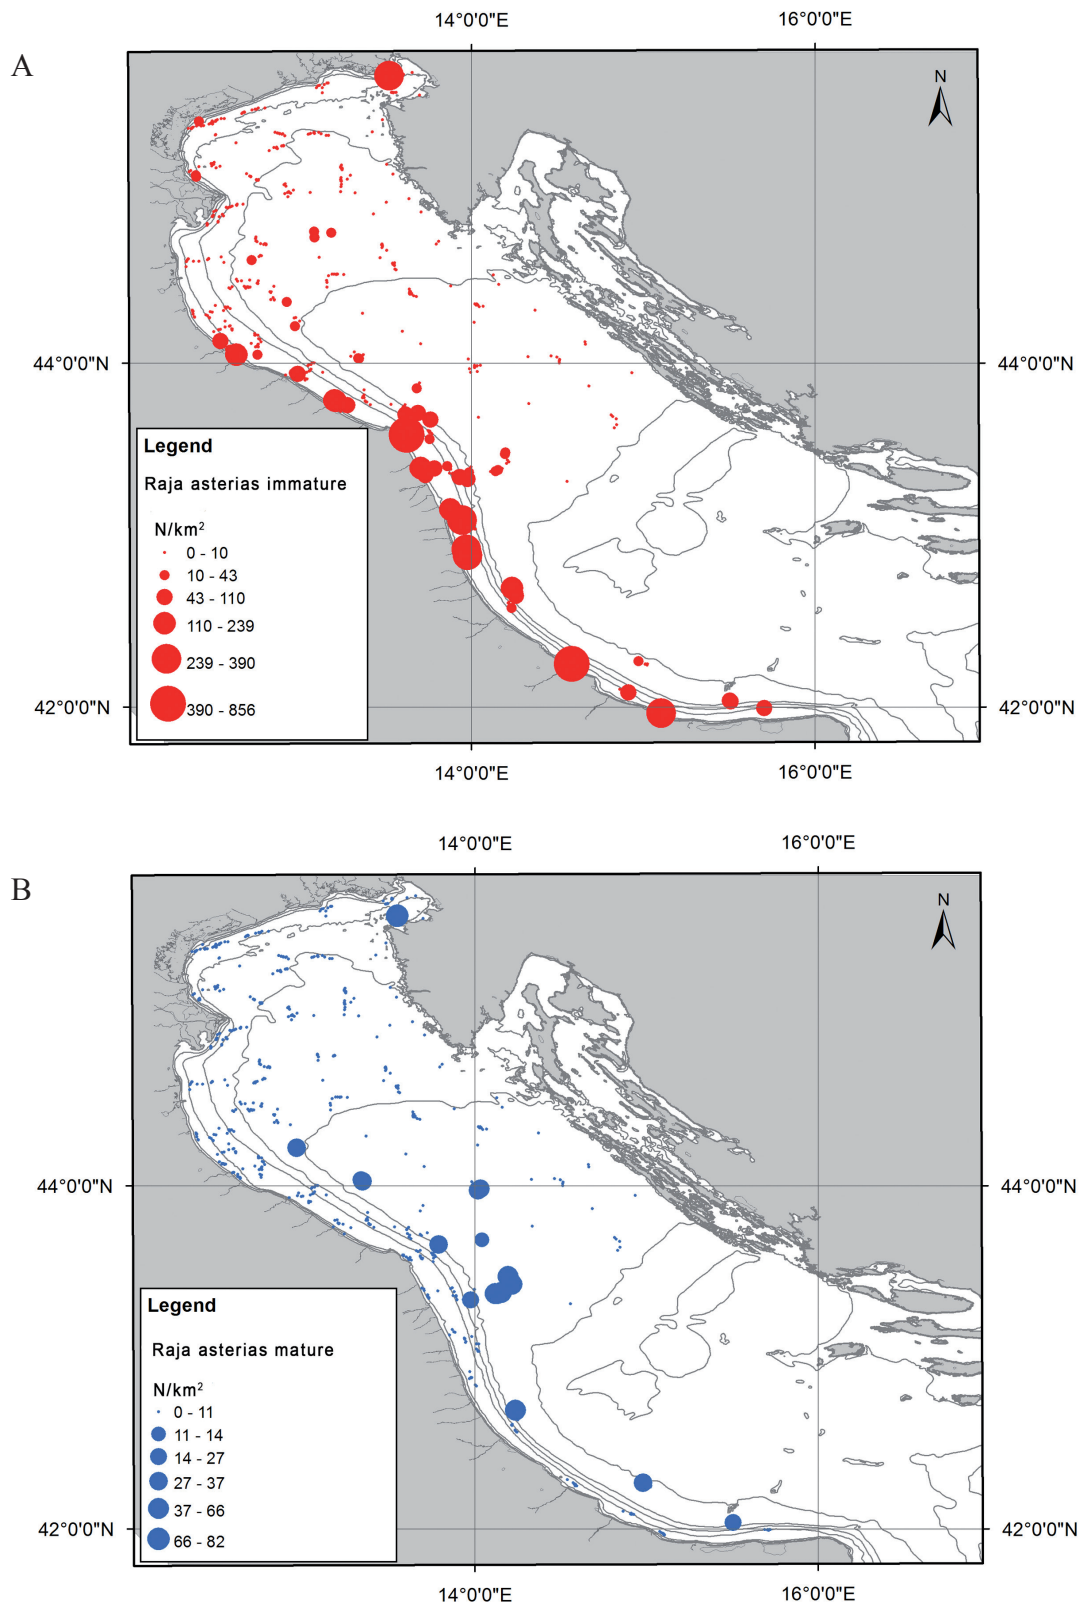 14°0'0"E 16°0'0"E
A
N
44°0'0"N 44°0'0"N
Legend
Raja asterias immature
N/km²
0 - 10
10 - 43
43 - 110
110 - 239
239 - 390
390 - 856
42°0'0"N 42°0'0"N
14°0'0"E 16°0'0"E
14°0'0"E 16°0'0"E
B
N
44°0'0"N 44°0'0"N
Legend
Raja asterias mature
N/km²
0 - 11
11 - 14
14 - 27
27 - 37
37 - 66
66 - 82
42°0'0"N 42°0'0"N
14°0'0"E 16°0'0"E